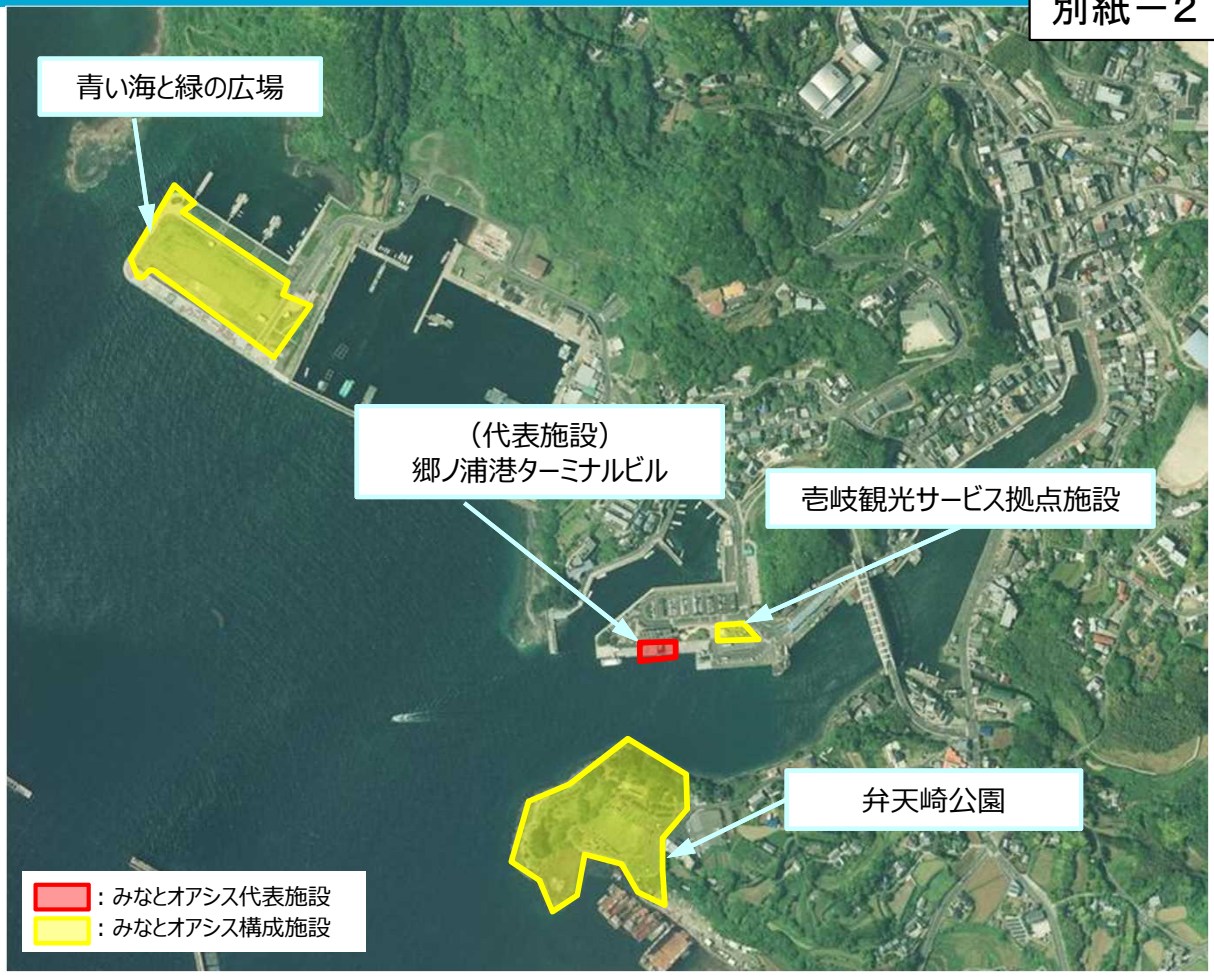 別紙ー2
青い海と緑の広場
（代表施設）
郷ノ浦港ターミナルビル
壱岐観光サービス拠点施設
弁天崎公園
：みなとオアシス代表施設
：みなとオアシス構成施設